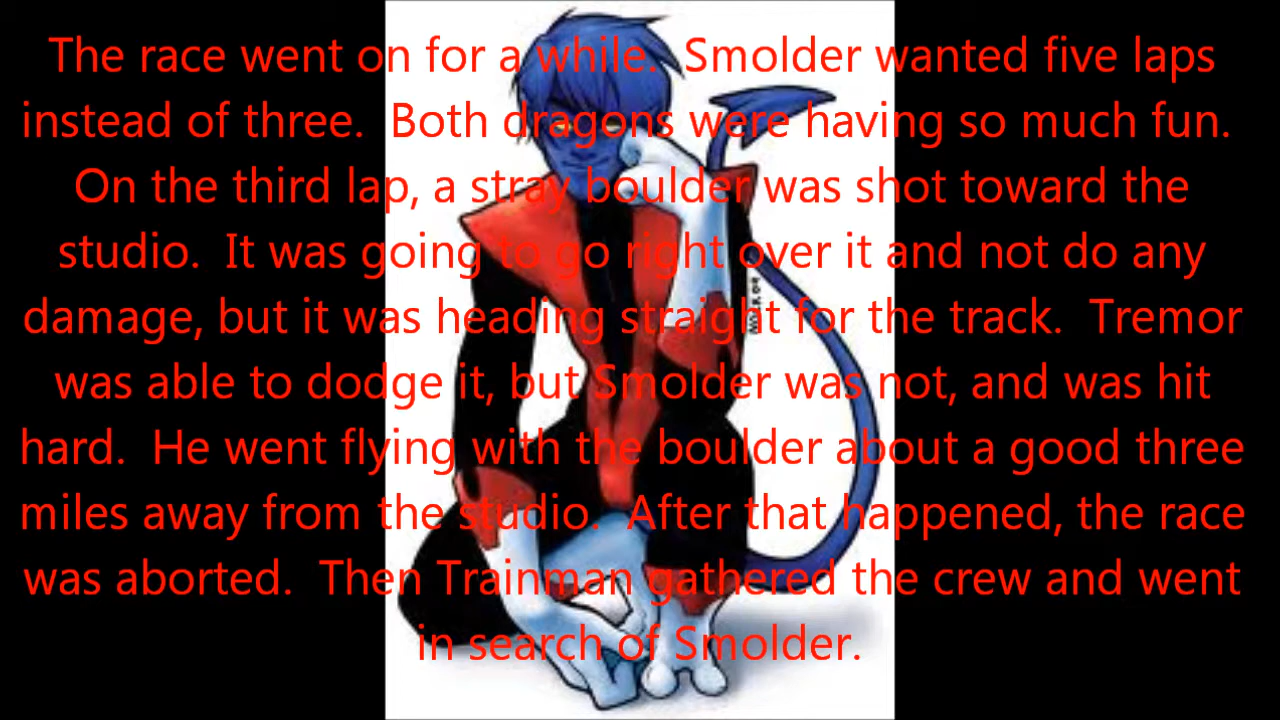 The race went on for a while.  Smolder wanted five laps
instead of three.  Both dragons were having so much fun.
On the third lap, a stray boulder was shot toward the
studio.  It was going to go right over it and not do any
damage, but it was heading straight for the track.  Tremor
was able to dodge it, but Smolder was not, and was hit
hard.  He went flying with the boulder about a good three
miles away from the studio.  After that happened, the race
was aborted.  Then Trainman gathered the crew and went
in search of Smolder.